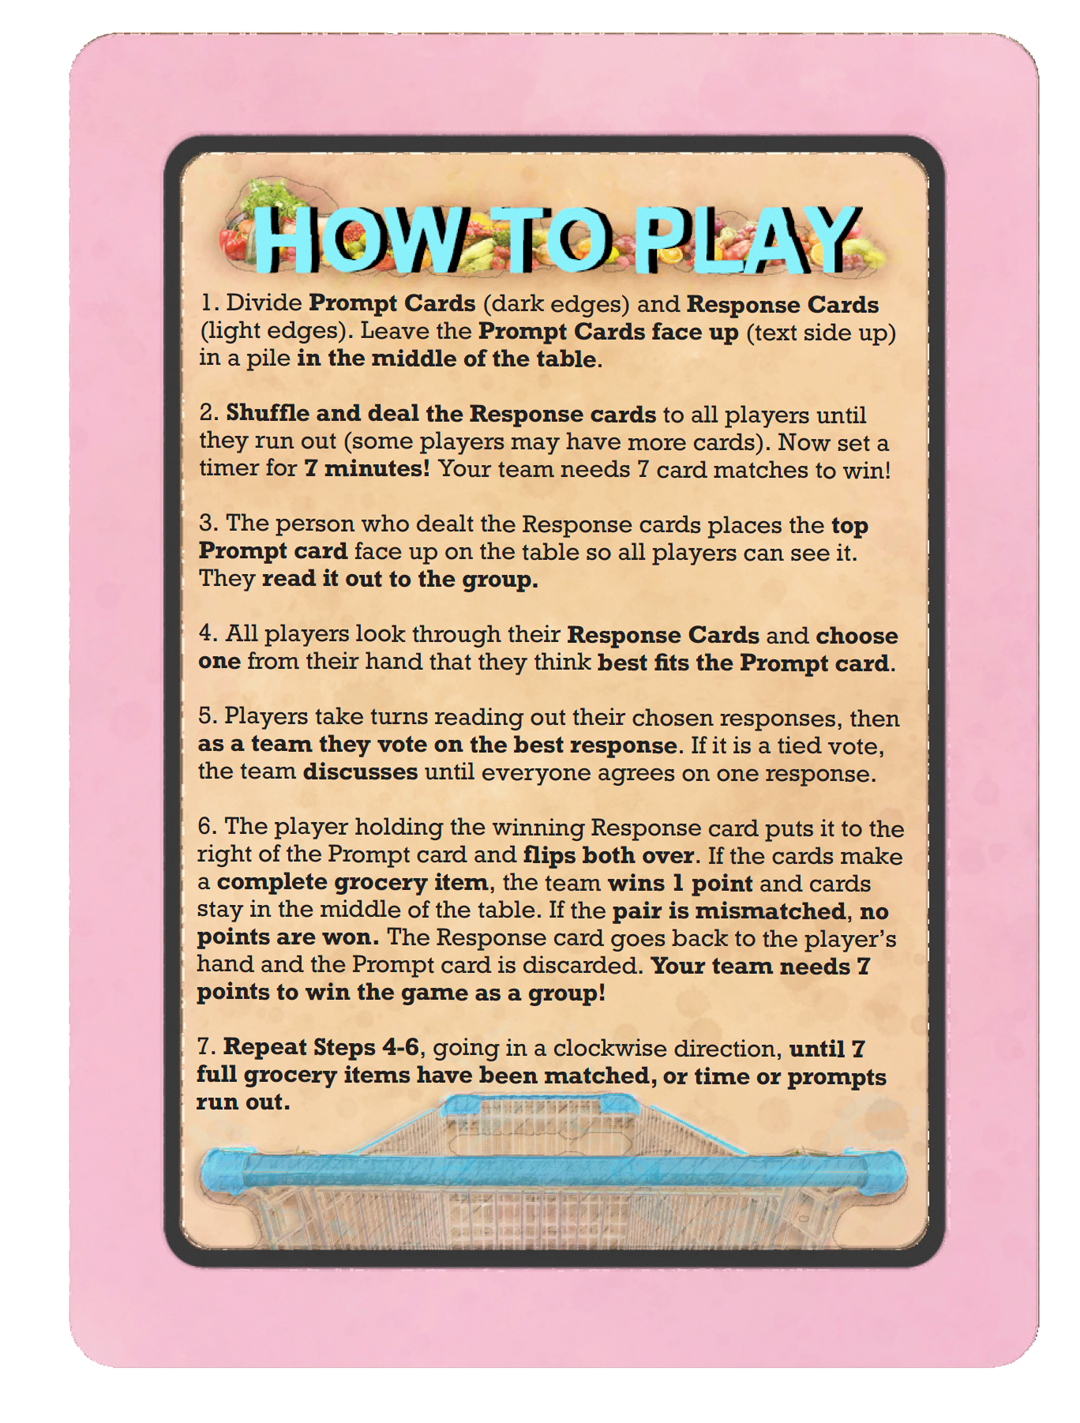 HOW TO PLAY
1. Divide Prompt Cards (dark edges) and Response Cards
(light edges). Leave the Prompt Cards face up (text side up)
in a pile in the middle of the table.
2. Shuffle and deal the Response cards to all players until
they run out (some players may have more cards). Now set a
timer for 7 minutes! Your team needs 7 card matches to win!
3. The person who dealt the Response cards places the top
Prompt card face up on the table so all players can see it.
They read it out to the group.
4. All players look through their Response Cards and choose
one from their hand that they think best fits the Prompt card.
5. Players take turns reading out their chosen responses, then
as a team they vote on the best response. If it is a tied vote,
the team discusses until everyone agrees on one response.
6. The player holding the winning Response card puts it to the
right of the Prompt card and flips both over. If the cards make
a complete grocery item, the team wins 1 point and cards
stay in the middle of the table. If the pair is mismatched, no
points are won. The Response card goes back to the player's
hand and the Prompt card is discarded. Your team needs 7
points to win the game as a group!
7. Repeat Steps 4-6, going in a clockwise direction, until 7
full grocery items have been matched, or time or prompts
run out.